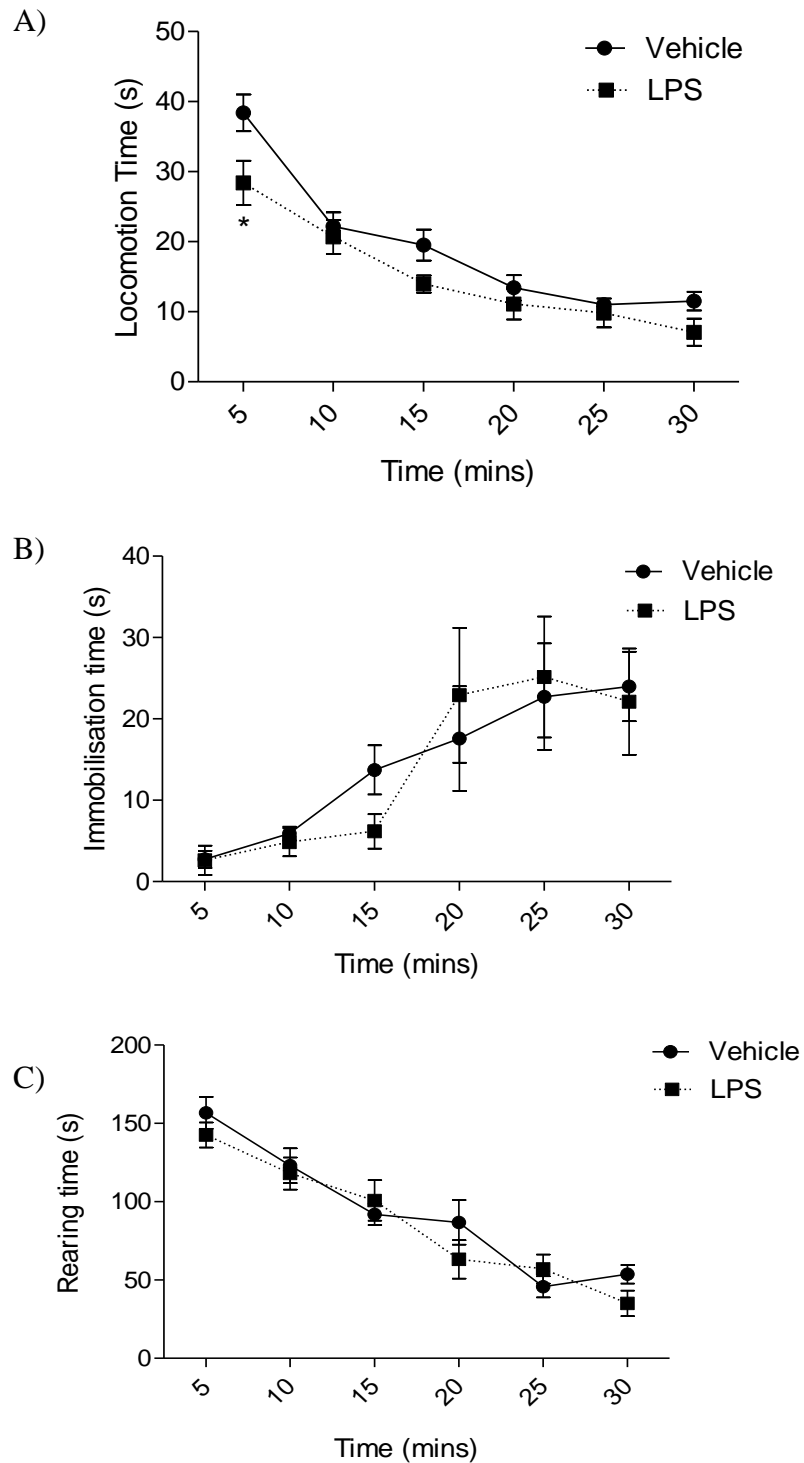 A)
Vehicle
LPS
Locomotion Time (s)
50
40
30
20
10
0
*
5 10 15 20 25 30
Time (mins)
B)
Vehicle
LPS
Immobilisation time (s)
40
30
20
10
0
5 10 15 20 25 30
Time (mins)
C)
Vehicle
LPS
Rearing time (s)
200
150
100
50
0
5 10 15 20 25 30
Time (mins)